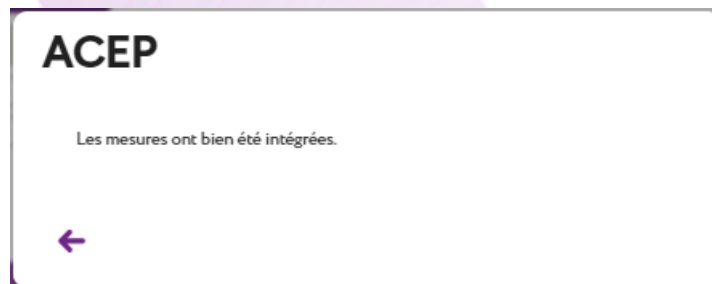 ACEP
Les mesures ont bien été intégrées.